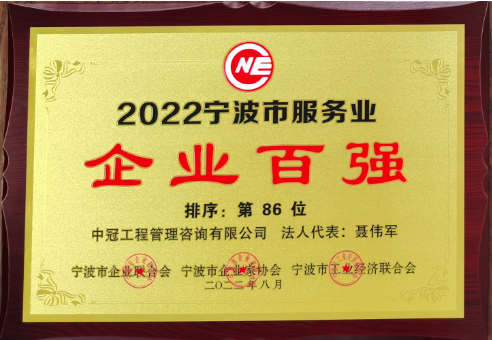 NE
2022宁波市服务业
企业百强
排序：第 86 位
中冠工程管理咨询有限公司 法人代表：聂伟军
宁波市企业联合会 宁波市企业家协会 宁波市工业经济联合会
二〇二二年八月